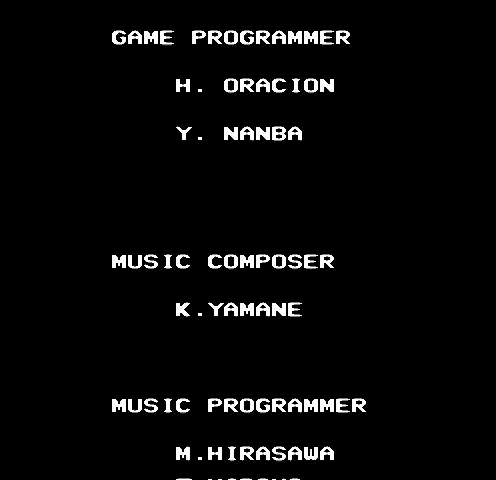 GAME PROGRAMMER
H. ORACION
Y. NANBA
MUSIC COMPOSER
K.YAMANE
MUSIC PROGRAMMER
M.HIRASAWA